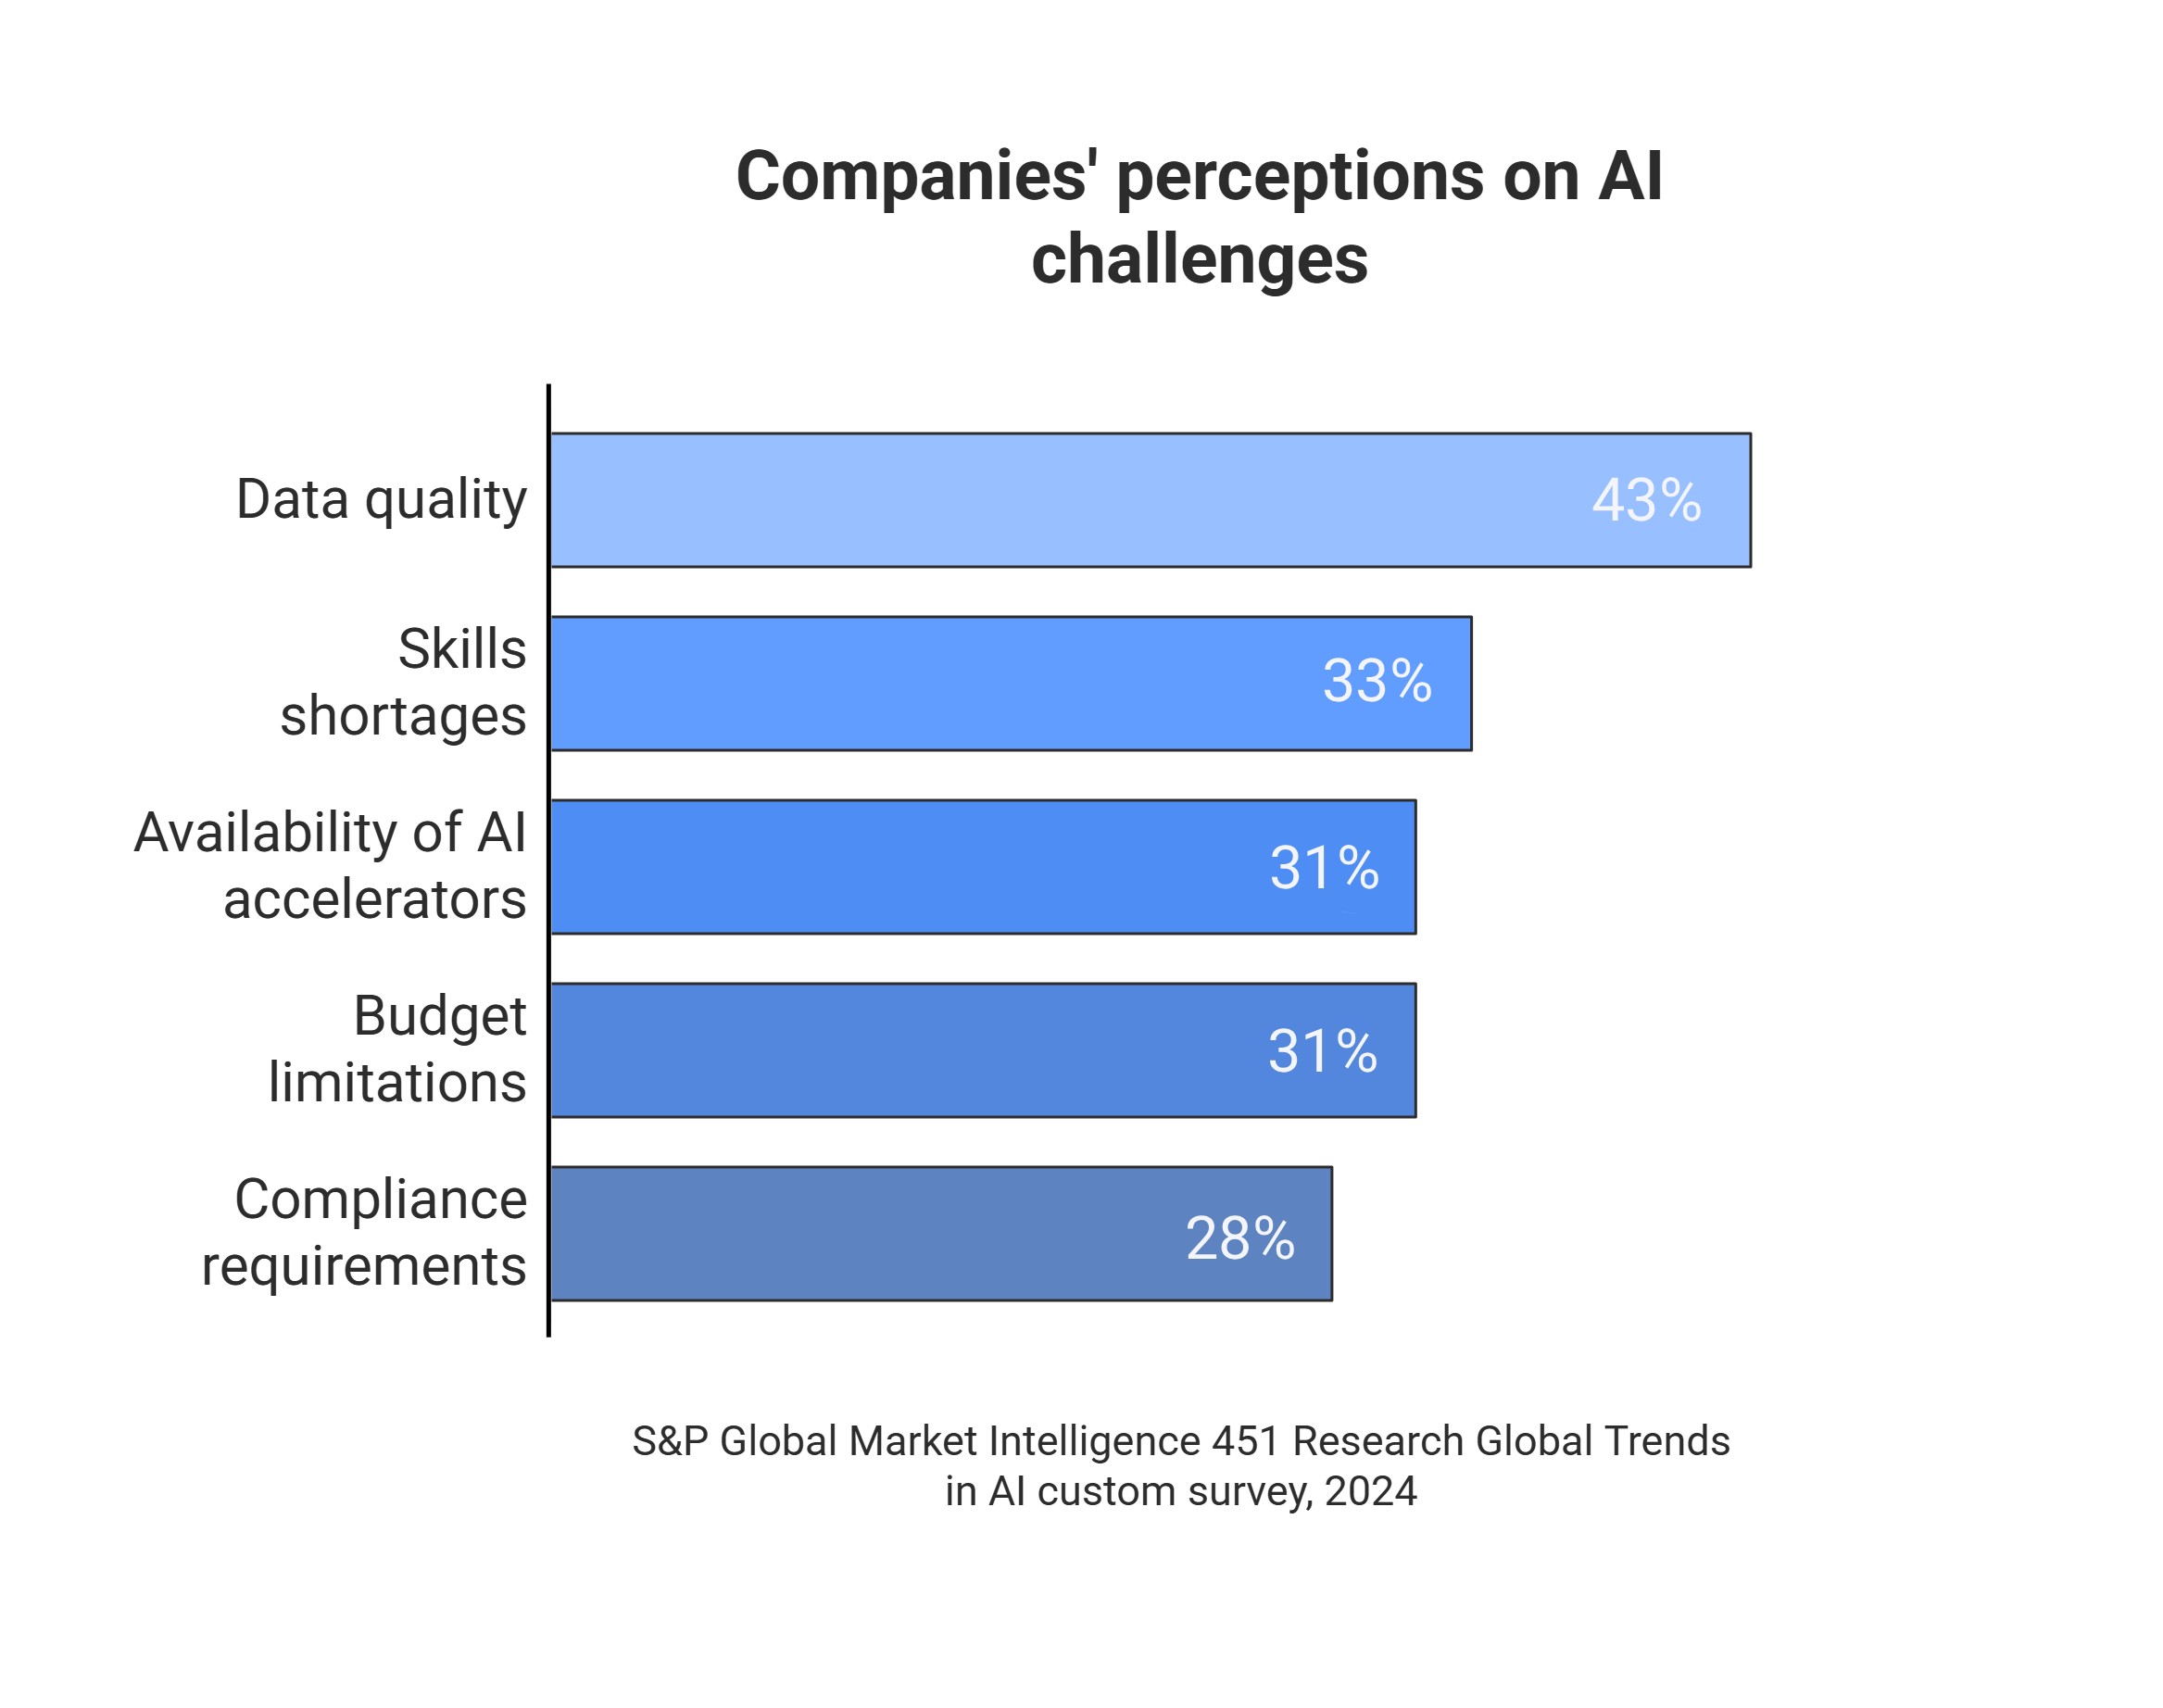 Companies' perceptions on AI
challenges
Data quality
43%
Skills
shortages
33%
Availability of AI
accelerators
31%
Budget
limitations
31%
Compliance
requirements
28%
S&P Global Market Intelligence 451 Research Global Trends
in AI custom survey, 2024